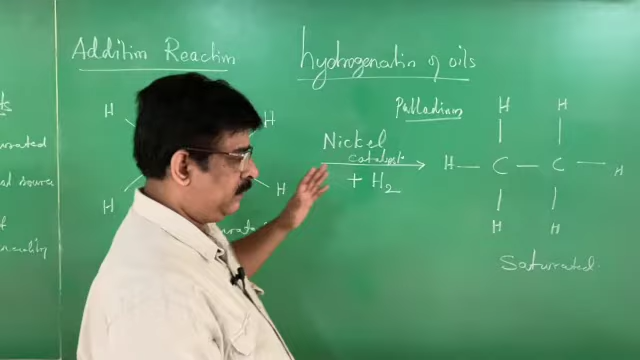 Addition Reaction
hydrogenation of oils
Palladium
H H H H
Nickel
catalyst
H C C H
+ H2
H H H H
Saturated.